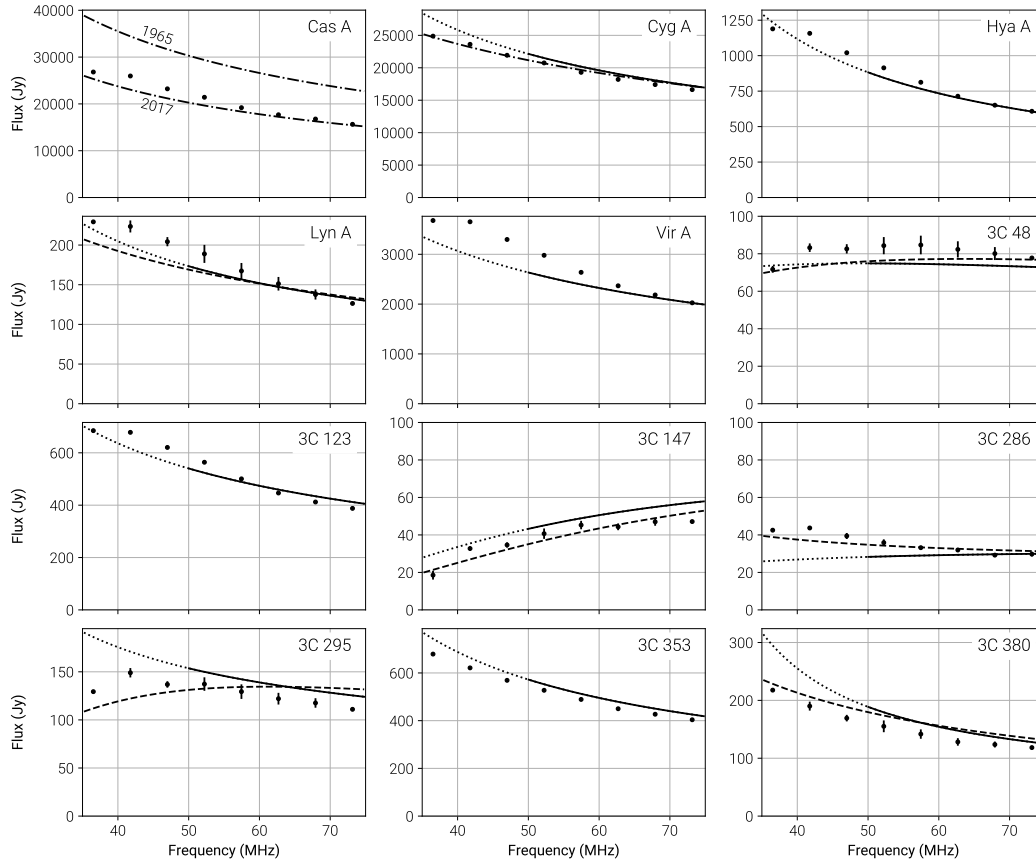 Cas A
Cyg A
Hya A
40000
30000
20000
10000
0
Flux (Jy)
1965
2017
25000
20000
15000
10000
5000
0
1250
1000
750
500
250
0
Lyn A
Vir A
3C 48
200
150
100
50
0
Flux (Jy)
3000
2000
1000
0
100
80
60
40
20
0
3C 123
3C 147
3C 286
600
400
200
0
Flux (Jy)
100
80
60
40
20
0
100
80
60
40
20
0
3C 295
3C 353
3C 380
150
100
50
0
Flux (Jy)
600
400
200
0
300
200
100
0
40 50 60 70
40 50 60 70
40 50 60 70
Frequency (MHz)
Frequency (MHz)
Frequency (MHz)